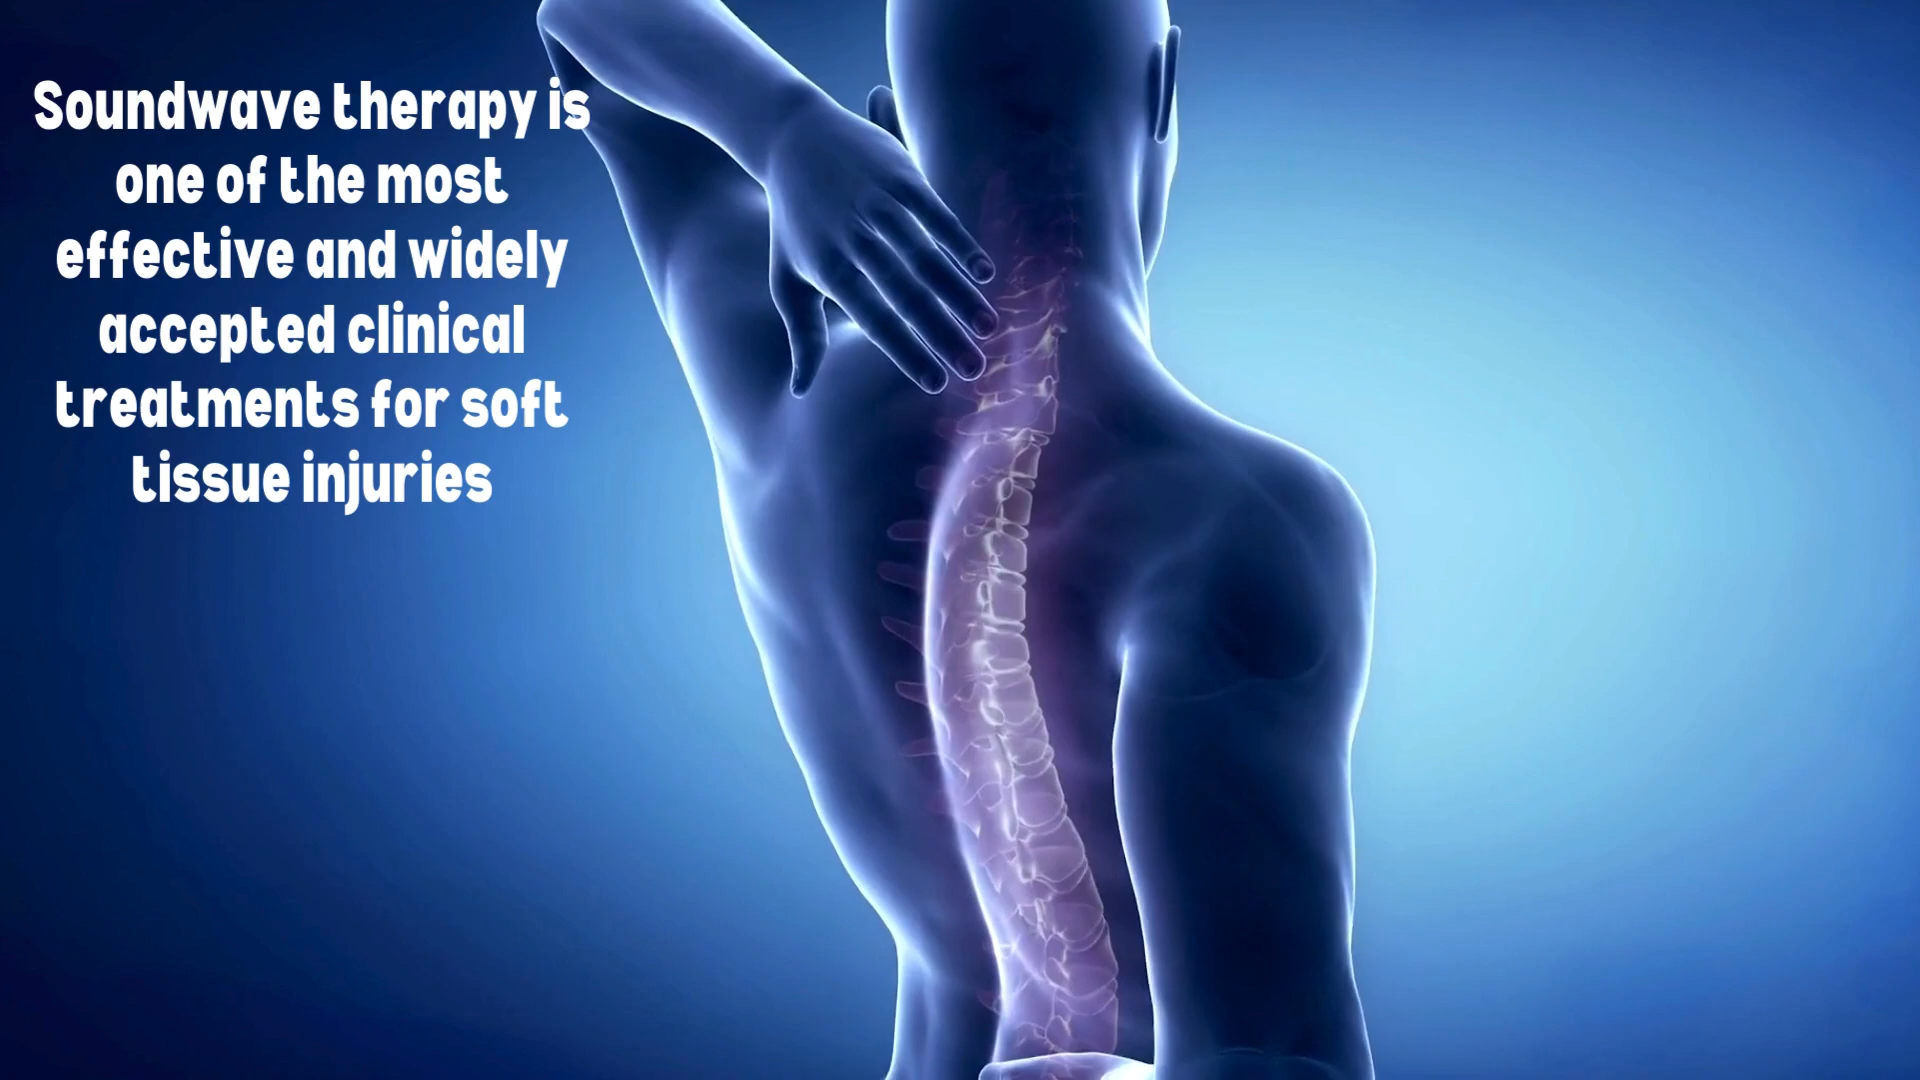 Soundwave therapy is
one of the most
effective and widely
accepted clinical
treatments for soft
tissue injuries